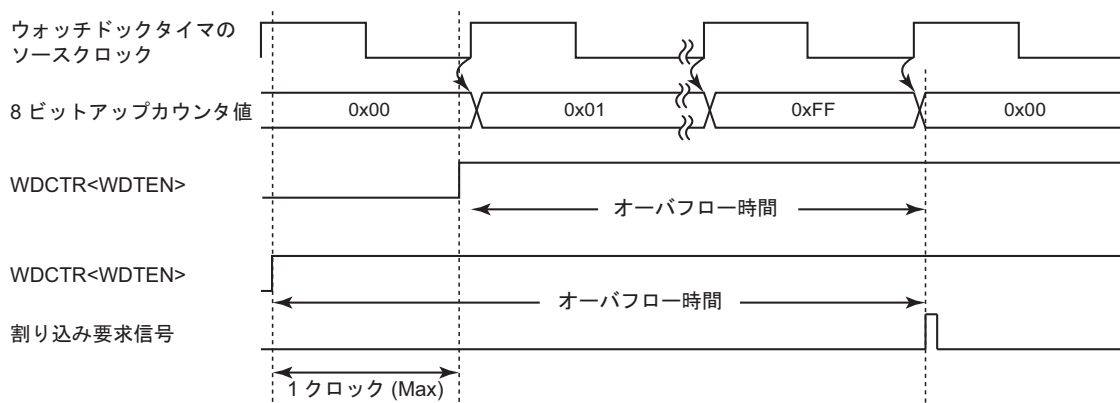 ウォッチドックタイマの
ソースクロック
8 ビットアップカウンタ値
0x00
0x01
0xFF
0x00
WDCTR<WDTEN>
オーバフロー時間
WDCTR<WDTEN>
オーバフロー時間
割り込み要求信号
1 クロック (Max)